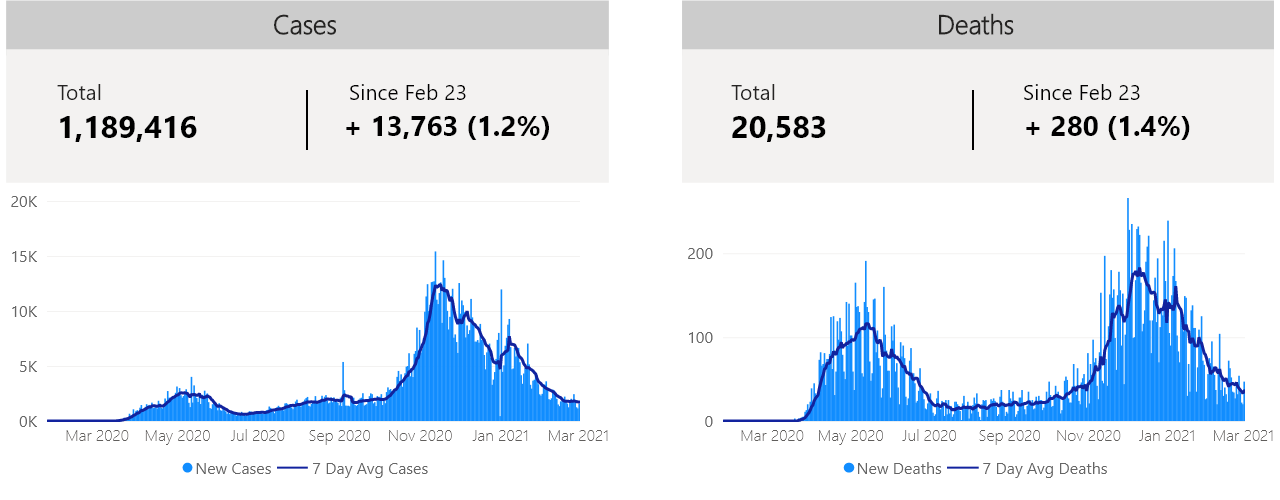 Cases
Total
1,189,416
Since Feb 23
+ 13,763 (1.2%)
20K
15K
10K
5K
0K
Mar 2020 May 2020 Jul 2020 Sep 2020 Nov 2020 Jan 2021 Mar 2021
New Cases 7 Day Avg Cases
Deaths
Total
20,583
Since Feb 23
+ 280 (1.4%)
200
100
0
Mar 2020 May 2020 Jul 2020 Sep 2020 Nov 2020 Jan 2021 Mar 2021
New Deaths 7 Day Avg Deaths